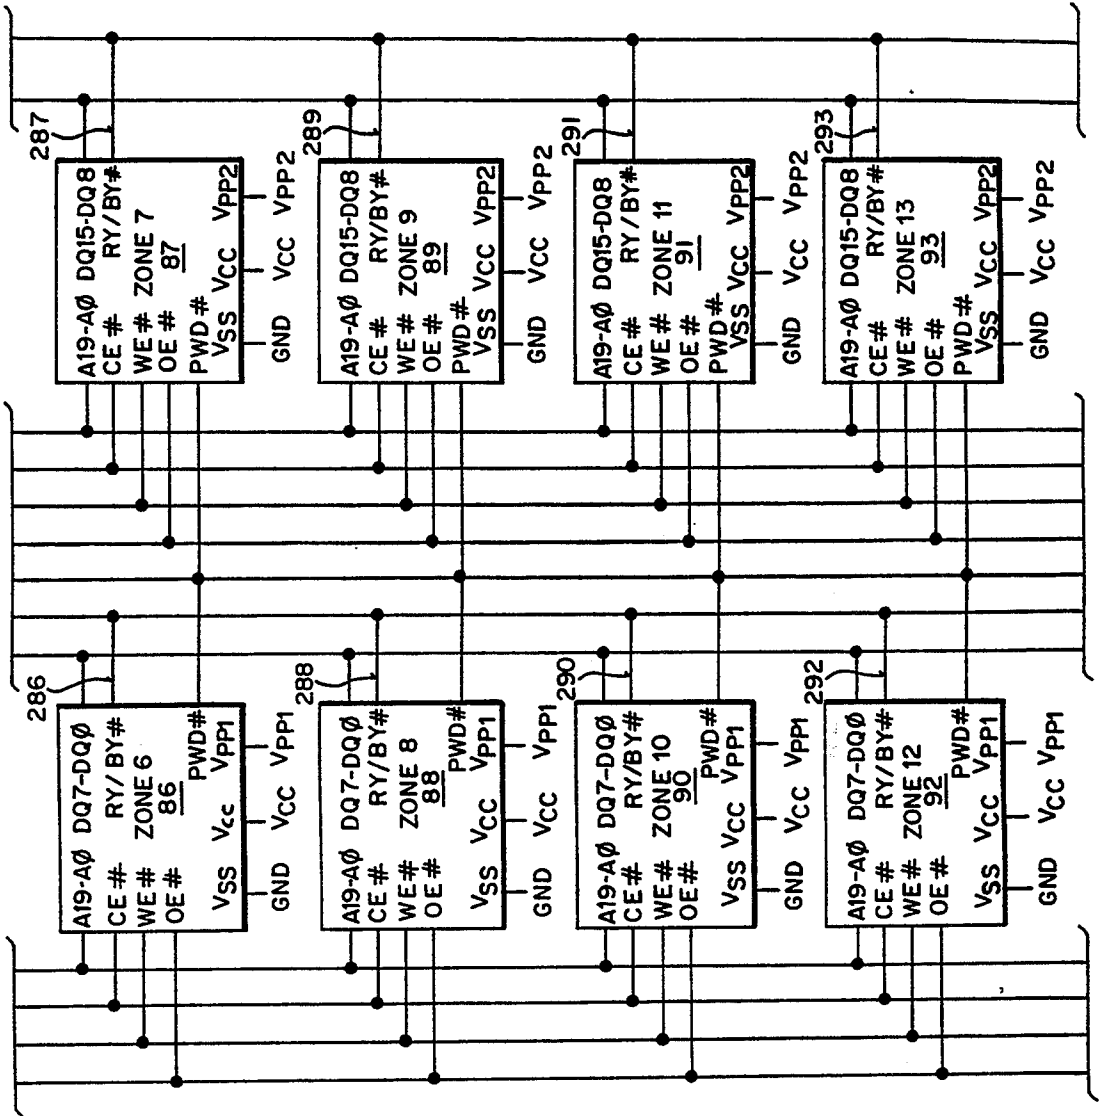 286
A19-AØ DQ7-DQØ
CE# RY/BY#
WE# ZONE 6
OE# 86
PWD#
VSS Vcc VPP1
GND VCC VPP1
287
A19-AØ DQ15-DQ8
CE# RY/BY#
WE# ZONE 7
OE# 87
PWD#
VSS VCC VPP2
GND VCC VPP2
288
A19-AØ DQ7-DQØ
CE# RY/BY#
WE# ZONE 8
OE# 88
PWD#
VSS VCC VPP1
GND VCC VPP1
289
A19-AØ DQ15-DQ8
CE# RY/BY#
WE# ZONE 9
OE# 89
PWD#
VSS VCC VPP2
GND VCC VPP2
290
A19-AØ DQ7-DQØ
CE# RY/BY#
WE# ZONE 10
OE# 90
PWD#
VSS VCC VPP1
GND VCC VPP1
291
A19-AØ DQ15-DQ8
CE# RY/BY#
WE# ZONE 11
OE# 91
PWD#
VSS VCC VPP2
GND VCC VPP2
292
A19-AØ DQ7-DQØ
CE# RY/BY#
WE# ZONE 12
OE# 92
PWD#
VSS VCC VPP1
GND VCC VPP1
293
A19-AØ DQ15-DQ8
CE# RY/BY#
WE# ZONE 13
OE# 93
PWD#
VSS VCC VPP2
GND VCC VPP2